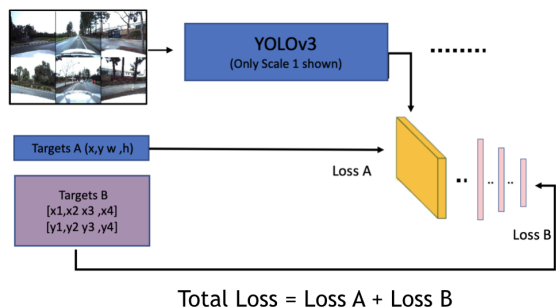 YOLOv3
(Only Scale 1 shown)
Targets A (x,y w ,h)
Loss A
Targets B
[x1,x2 x3 ,x4]
[y1,y2 y3 ,y4]
Loss B
Total Loss = Loss A + Loss B